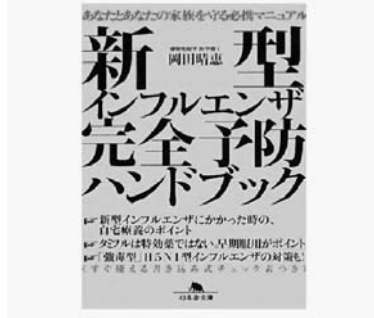 あなたとあなたの家族を守る必携マニュアル
岡田晴恵
新型
インフルエンザ
完全予防
ハンドブック
☞新型インフルエンザにかかった時の、
自宅療養のポイント
☞タミフルは特効薬ではない。早期服用がポイント
☞「強毒型」H5N1型インフルエンザの対策も!
〈すぐ使える書き込み式チェック表つき〉
幻冬舎文庫